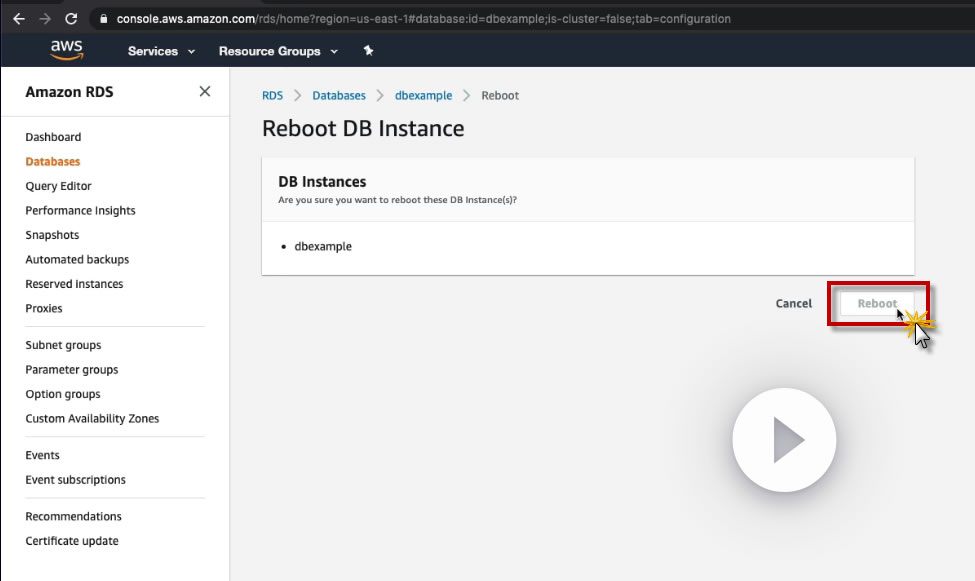 console.aws.amazon.com/rds/home?region=us-east-1#database:id=dbexample;is-cluster=false;tab=configuration
aws Services Resource Groups
Amazon RDS
Dashboard
Databases
Query Editor
Performance Insights
Snapshots
Automated backups
Reserved instances
Proxies
Subnet groups
Parameter groups
Option groups
Custom Availability Zones
Events
Event subscriptions
Recommendations
Certificate update
RDS > Databases > dbexample > Reboot
Reboot DB Instance
DB Instances
Are you sure you want to reboot these DB Instance(s)?
• dbexample
Cancel Reboot